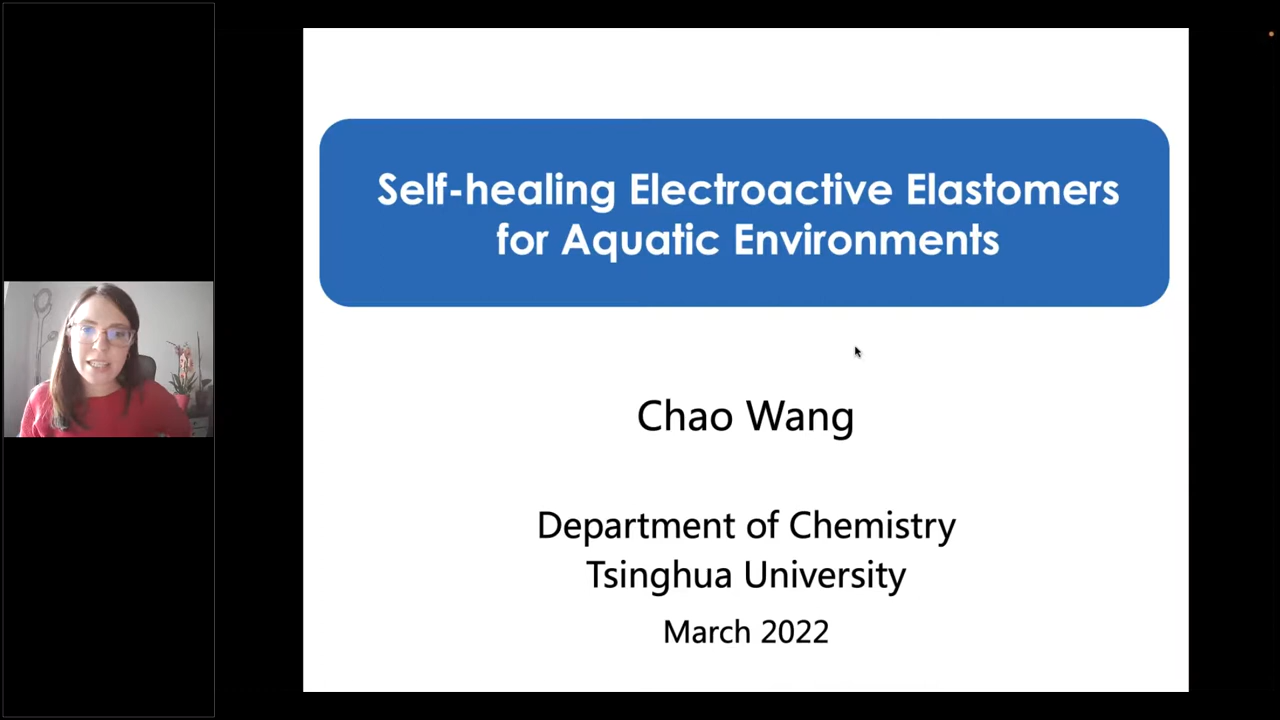 Self-healing Electroactive Elastomers
for Aquatic Environments
Chao Wang
Department of Chemistry
Tsinghua University
March 2022